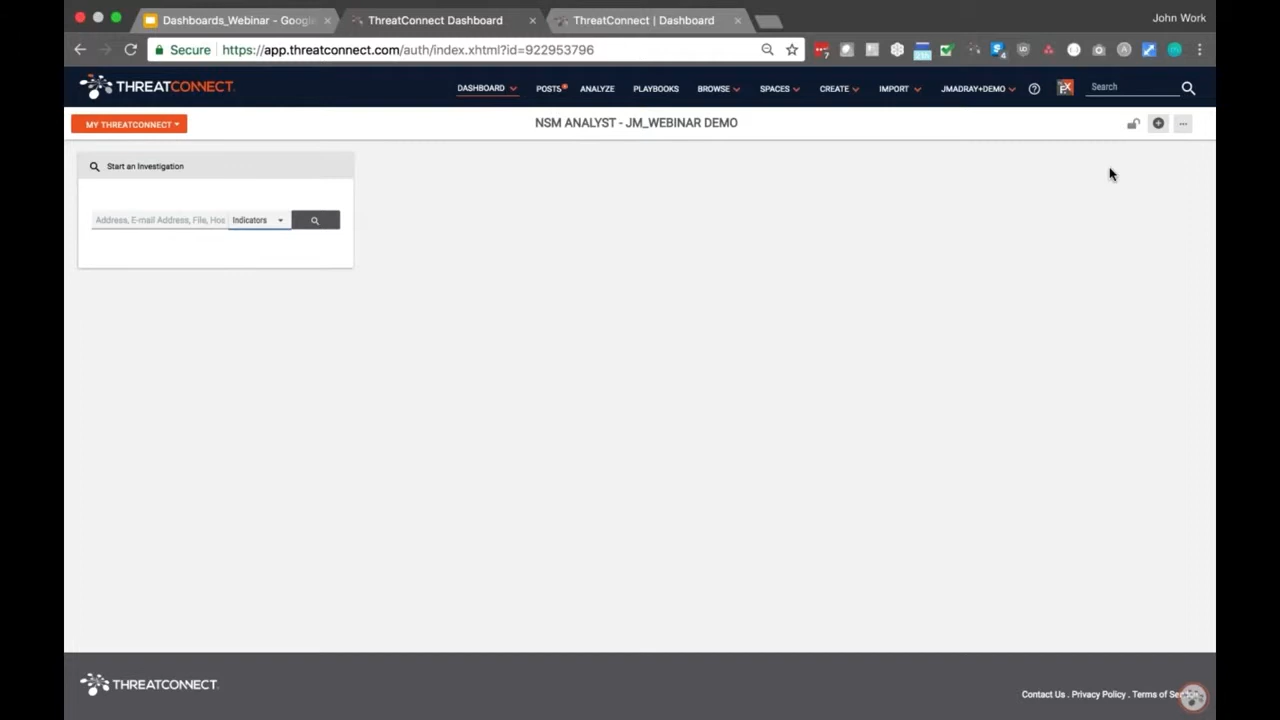 Dashboards_Webinar - Google
ThreatConnect Dashboard
ThreatConnect | Dashboard
John Work
Secure
https://app.threatconnect.com/auth/index.xhtml?id=922953796
THREATCONNECT
DASHBOARD
POSTS
ANALYZE
PLAYBOOKS
BROWSE
SPACES
CREATE
IMPORT
JMADRAY+DEMO
Search
MY THREATCONNECT
NSM ANALYST - JM_WEBINAR DEMO
Start an Investigation
Address, E-mail Address, File, Hos
Indicators
THREATCONNECT
Contact Us . Privacy Policy . Terms of